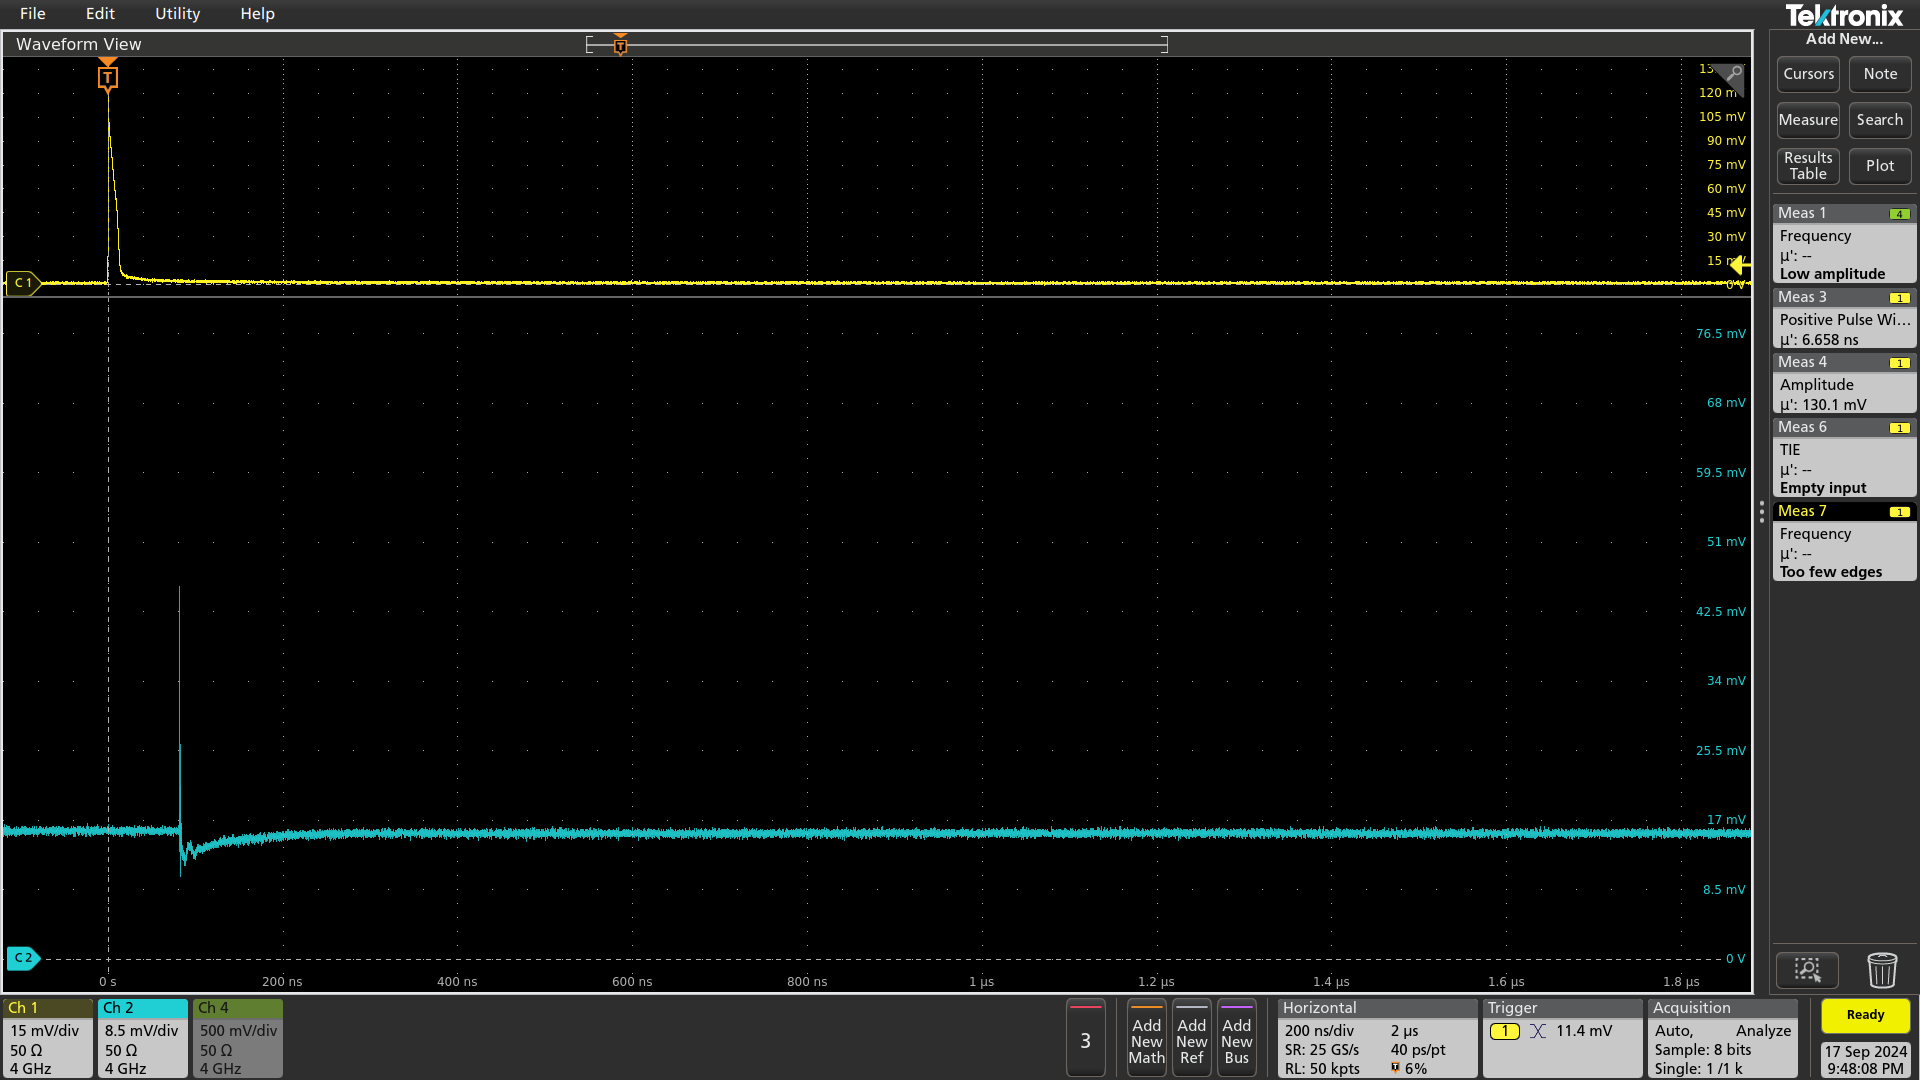 File Edit Utility Help
Tektronix
Waveform View
Add New...
T
T
Cursors Note
Measure Search
Results Table Plot
120 m
105 mV
90 mV
75 mV
60 mV
45 mV
30 mV
15 m
0 V
C 1
76.5 mV
68 mV
59.5 mV
51 mV
42.5 mV
34 mV
25.5 mV
17 mV
8.5 mV
0 V
C 2
0 s 200 ns 400 ns 600 ns 800 ns 1 µs 1.2 µs 1.4 µs 1.6 µs 1.8 µs
Meas 1 4
Frequency
µ': --
Low amplitude
Meas 3 1
Positive Pulse Wi...
µ': 6.658 ns
Meas 4 1
Amplitude
µ': 130.1 mV
Meas 6 1
TIE
µ': --
Empty input
Meas 7 1
Frequency
µ': --
Too few edges
Ch 1
15 mV/div
50 Ω
4 GHz
Ch 2
8.5 mV/div
50 Ω
4 GHz
Ch 4
500 mV/div
50 Ω
4 GHz
3
Add
New
Math
Add
New
Ref
Add
New
Bus
Horizontal
200 ns/div 2 µs
SR: 25 GS/s 40 ps/pt
RL: 50 kpts T 6%
Trigger
1 11.4 mV
Acquisition
Auto, Analyze
Sample: 8 bits
Single: 1 /1 k
Ready
17 Sep 2024
9:48:08 PM